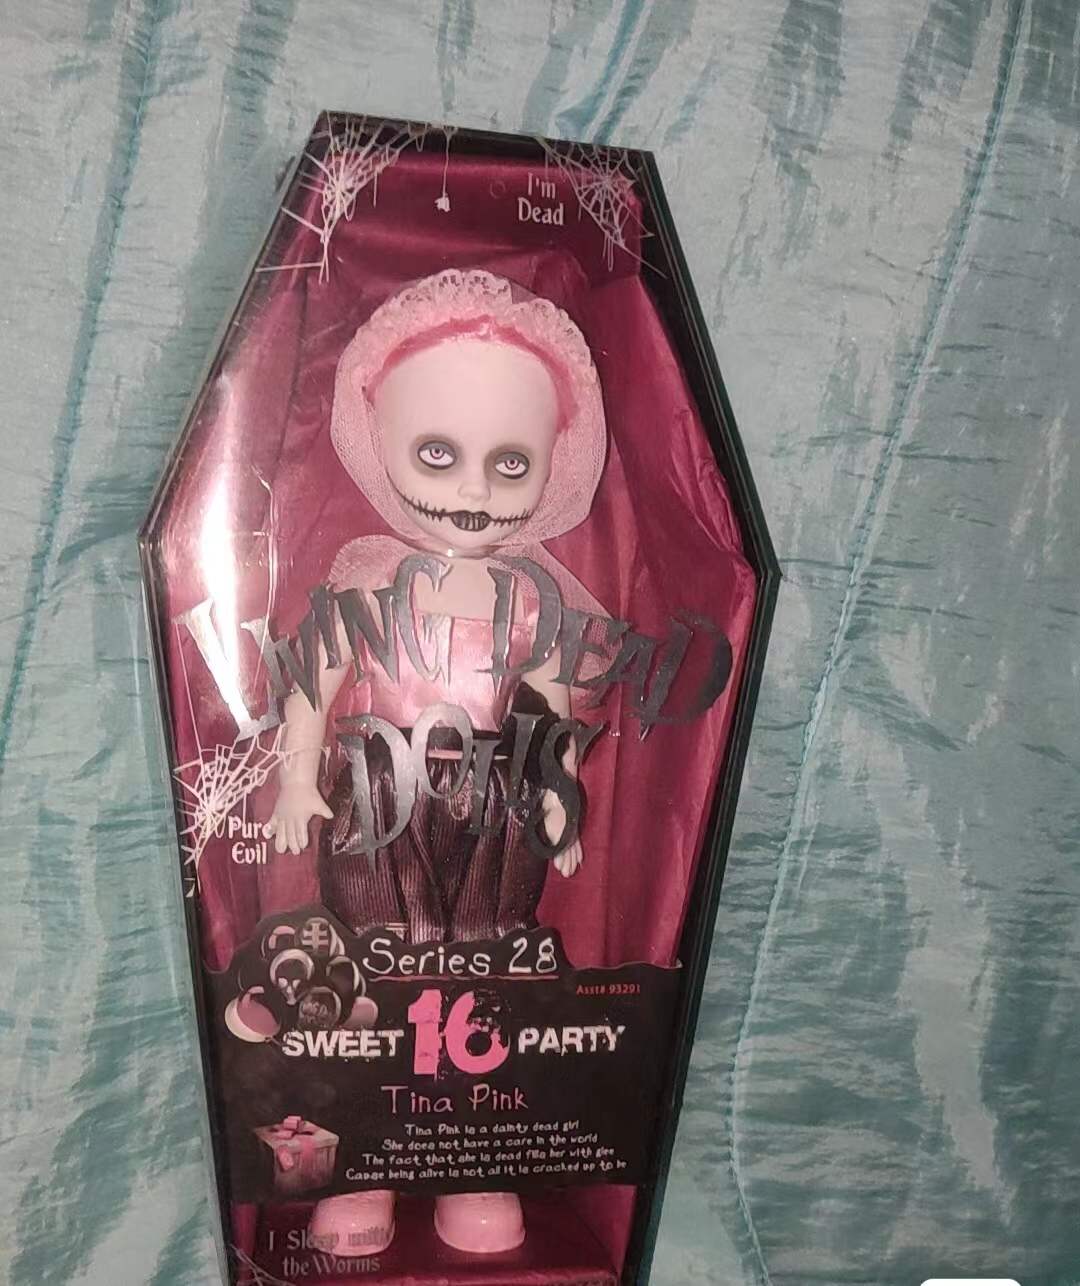 I'm
Dead
LIVING DEAD
DOLLS
Pure
Evil
Series 28
Asst# 93291
SWEET 16 PARTY
Tina Pink
Tina Pink is a dainty dead girl
She does not have a care in the world
The fact that she is dead fills her with glee
Cause being alive is not all it is cracked up to be
I Sleep with
the Worms